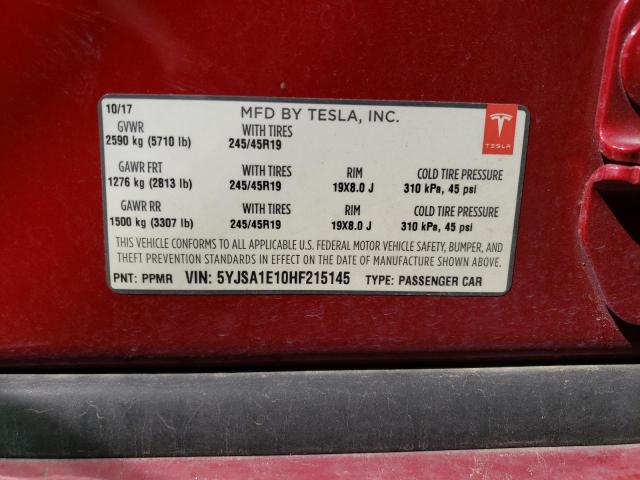 10/17 MFD BY TESLA, INC.
GVWR WITH TIRES
2590 kg (5710 lb) 245/45R19
TESLA
GAWR FRT WITH TIRES RIM COLD TIRE PRESSURE
1276 kg (2813 lb) 245/45R19 19X8.0 J 310 kPa, 45 psi
GAWR RR WITH TIRES RIM COLD TIRE PRESSURE
1500 kg (3307 lb) 245/45R19 19X8.0 J 310 kPa, 45 psi
THIS VEHICLE CONFORMS TO ALL APPLICABLE U.S. FEDERAL MOTOR VEHICLE SAFETY, BUMPER, AND
THEFT PREVENTION STANDARDS IN EFFECT ON THE DATE OF MANUFACTURE SHOWN ABOVE.
PNT: PPMR VIN: 5YJSA1E10HF215145 TYPE: PASSENGER CAR